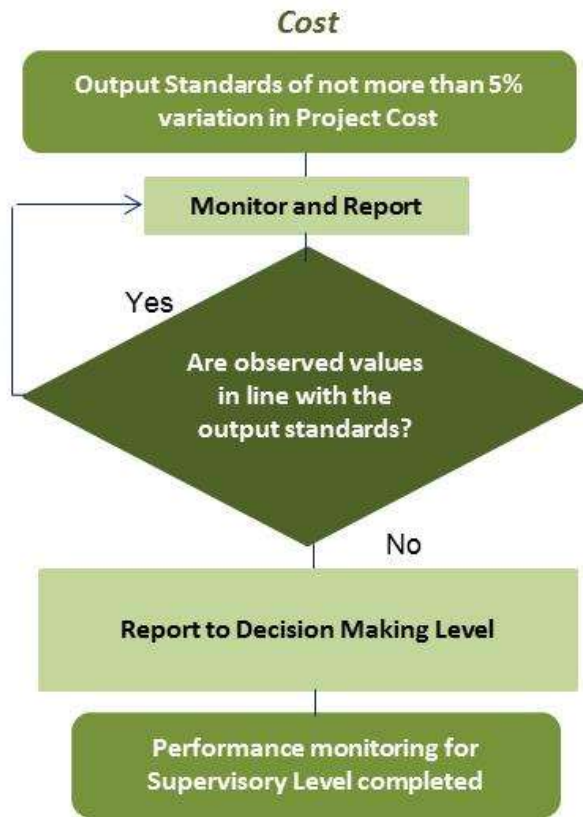 Cost
Output Standards of not more than 5%
variation in Project Cost
Monitor and Report
Yes
Are observed values
in line with the
output standards?
No
Report to Decision Making Level
Performance monitoring for
Supervisory Level completed